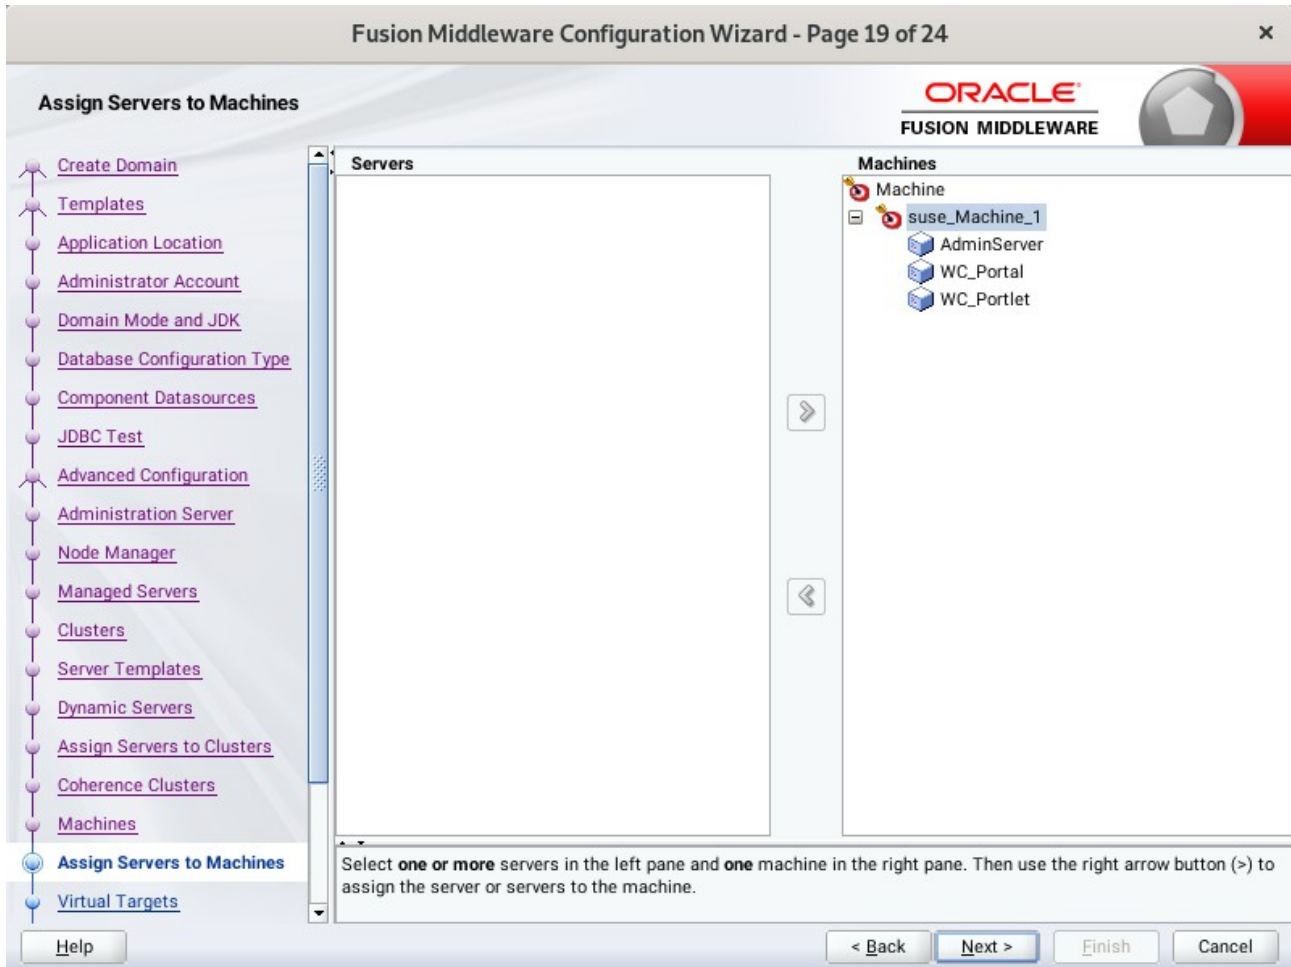 Fusion Middleware Configuration Wizard - Page 19 of 24
Assign Servers to Machines
ORACLE
FUSION MIDDLEWARE
Create Domain
Templates
Application Location
Administrator Account
Domain Mode and JDK
Database Configuration Type
Component Datasources
JDBC Test
Advanced Configuration
Administration Server
Node Manager
Managed Servers
Clusters
Server Templates
Dynamic Servers
Assign Servers to Clusters
Coherence Clusters
Machines
Assign Servers to Machines
Virtual Targets
Servers
Machines
Machine
suse_Machine_1
AdminServer
WC_Portal
WC_Portlet
Select one or more servers in the left pane and one machine in the right pane. Then use the right arrow button (>) to
assign the server or servers to the machine.
Help
< Back
Next >
Finish
Cancel